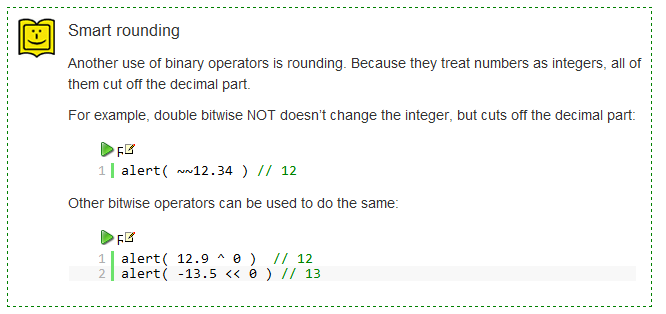 Smart rounding
Another use of binary operators is rounding. Because they treat numbers as integers, all of
them cut off the decimal part.
For example, double bitwise NOT doesn't change the integer, but cuts off the decimal part:
1 alert( ~~12.34 ) // 12
Other bitwise operators can be used to do the same:
1 alert( 12.9 ^ 0 )  // 12
2 alert( -13.5 << 0 ) // 13